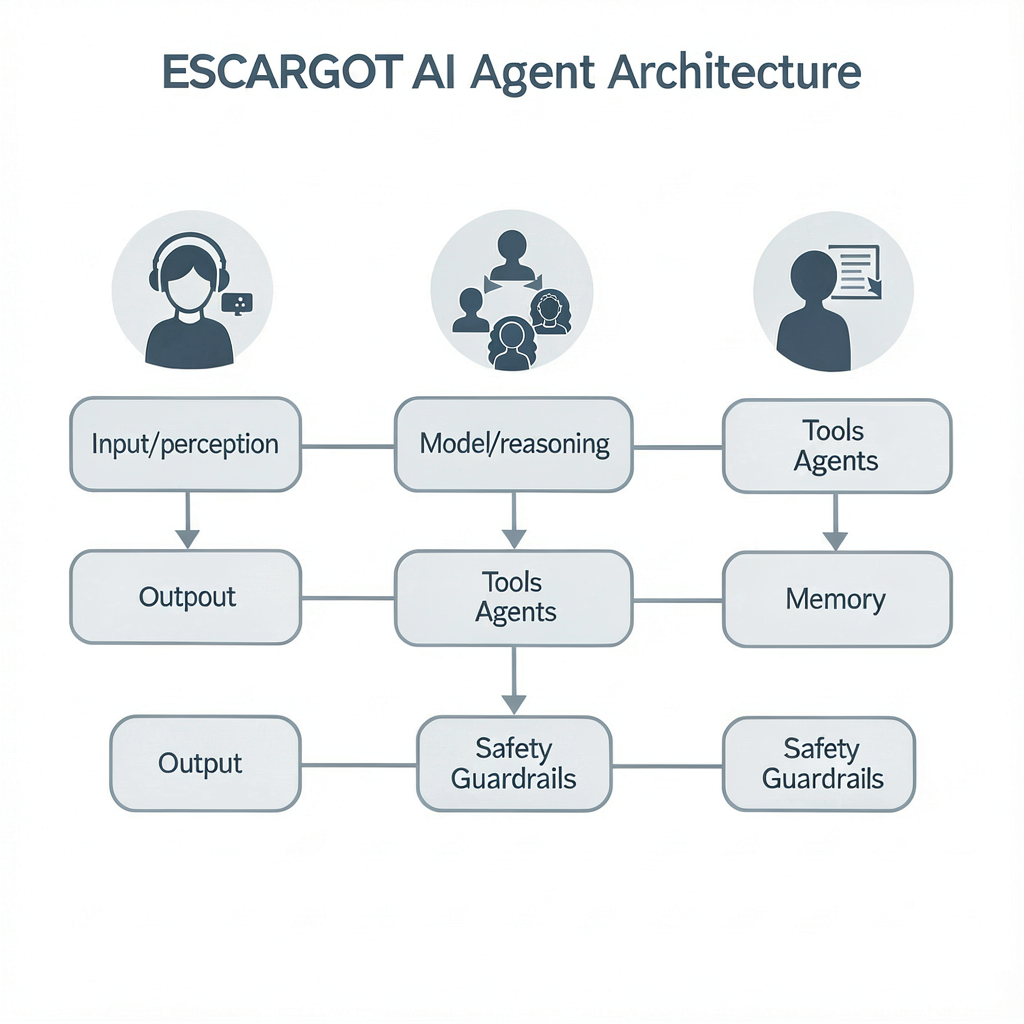 ESCARGOT AI Agent Architecture
Input/perception
Model/reasoning
Tools
Agents
Outpout
Tools
Agents
Memory
Output
Safety
Guardrails
Safety
Guardrails